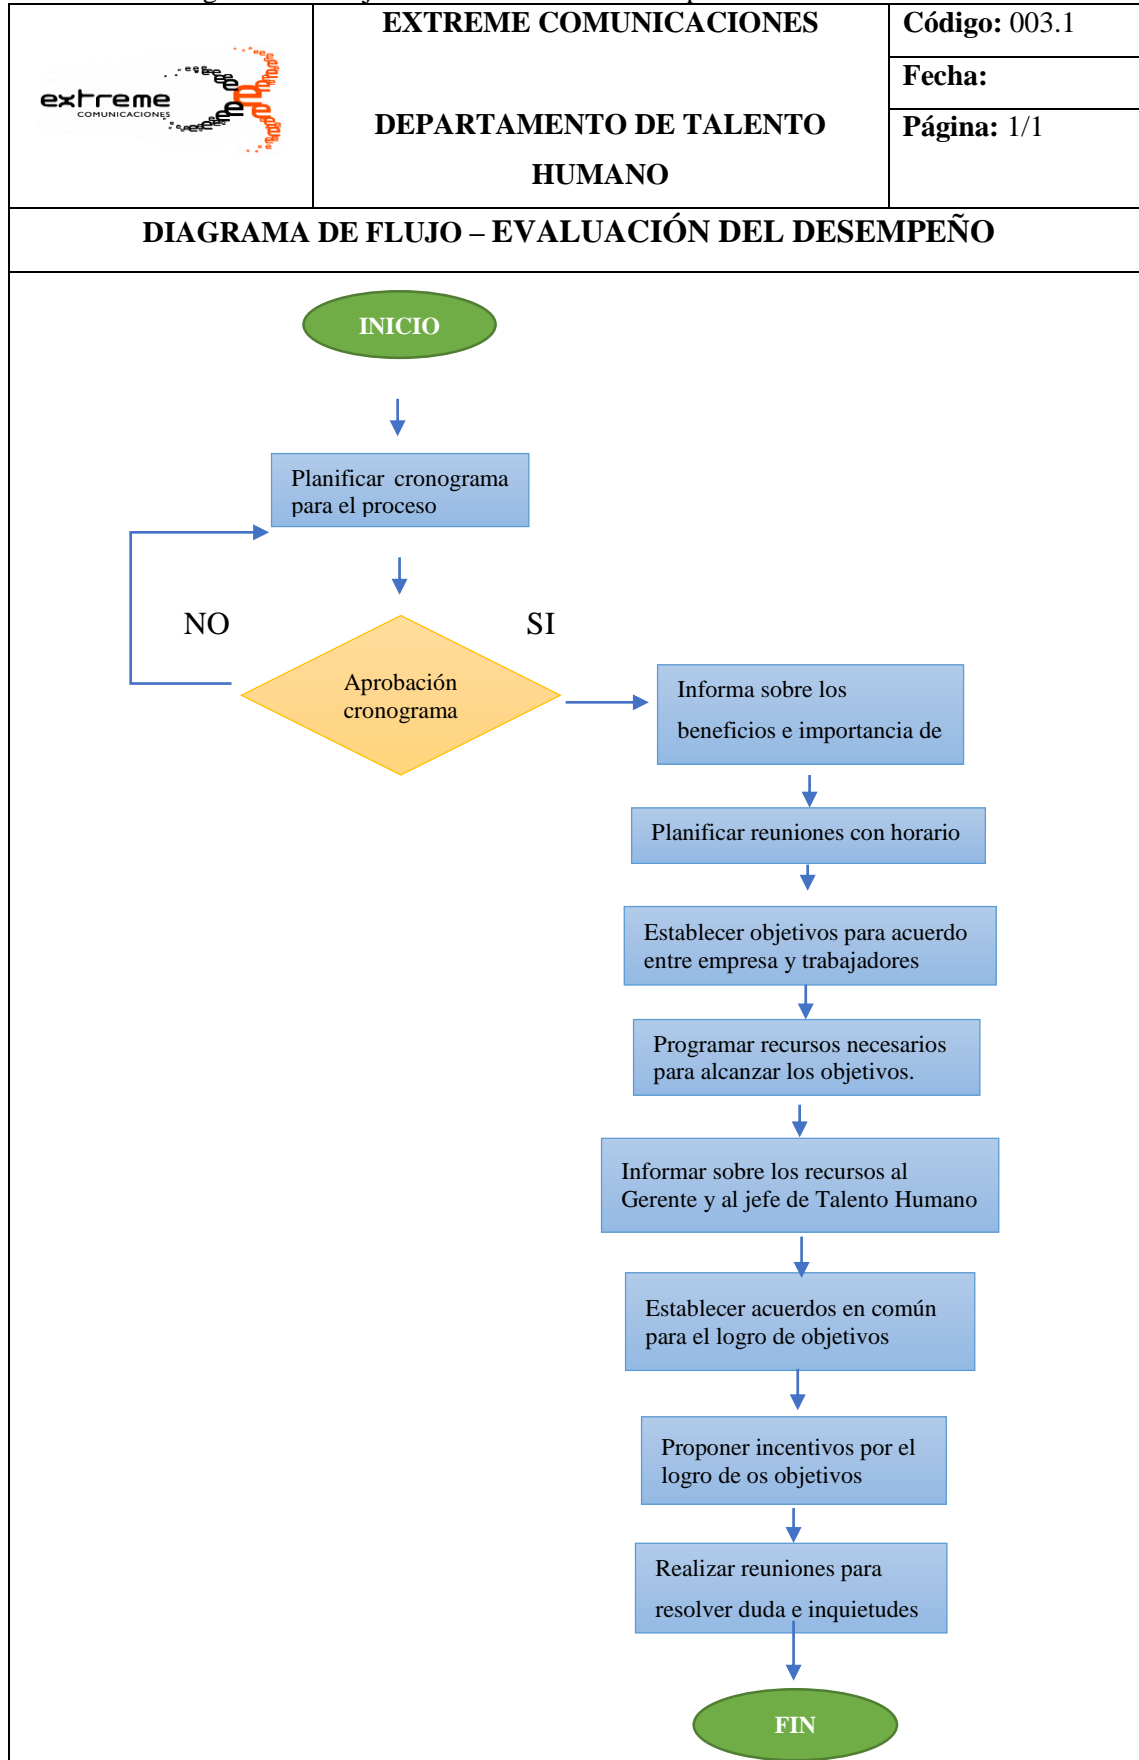 extreme
COMUNICACIONES
EXTREME COMUNICACIONES
DEPARTAMENTO DE TALENTO
HUMANO
Código: 003.1
Fecha:
Página: 1/1
DIAGRAMA DE FLUJO – EVALUACIÓN DEL DESEMPEÑO
INICIO
Planificar cronograma
para el proceso
NO
SI
Aprobación
cronograma
Informa sobre los
beneficios e importancia de
Planificar reuniones con horario
Establecer objetivos para acuerdo
entre empresa y trabajadores
Programar recursos necesarios
para alcanzar los objetivos.
Informar sobre los recursos al
Gerente y al jefe de Talento Humano
Establecer acuerdos en común
para el logro de objetivos
Proponer incentivos por el
logro de os objetivos
Realizar reuniones para
resolver duda e inquietudes
FIN